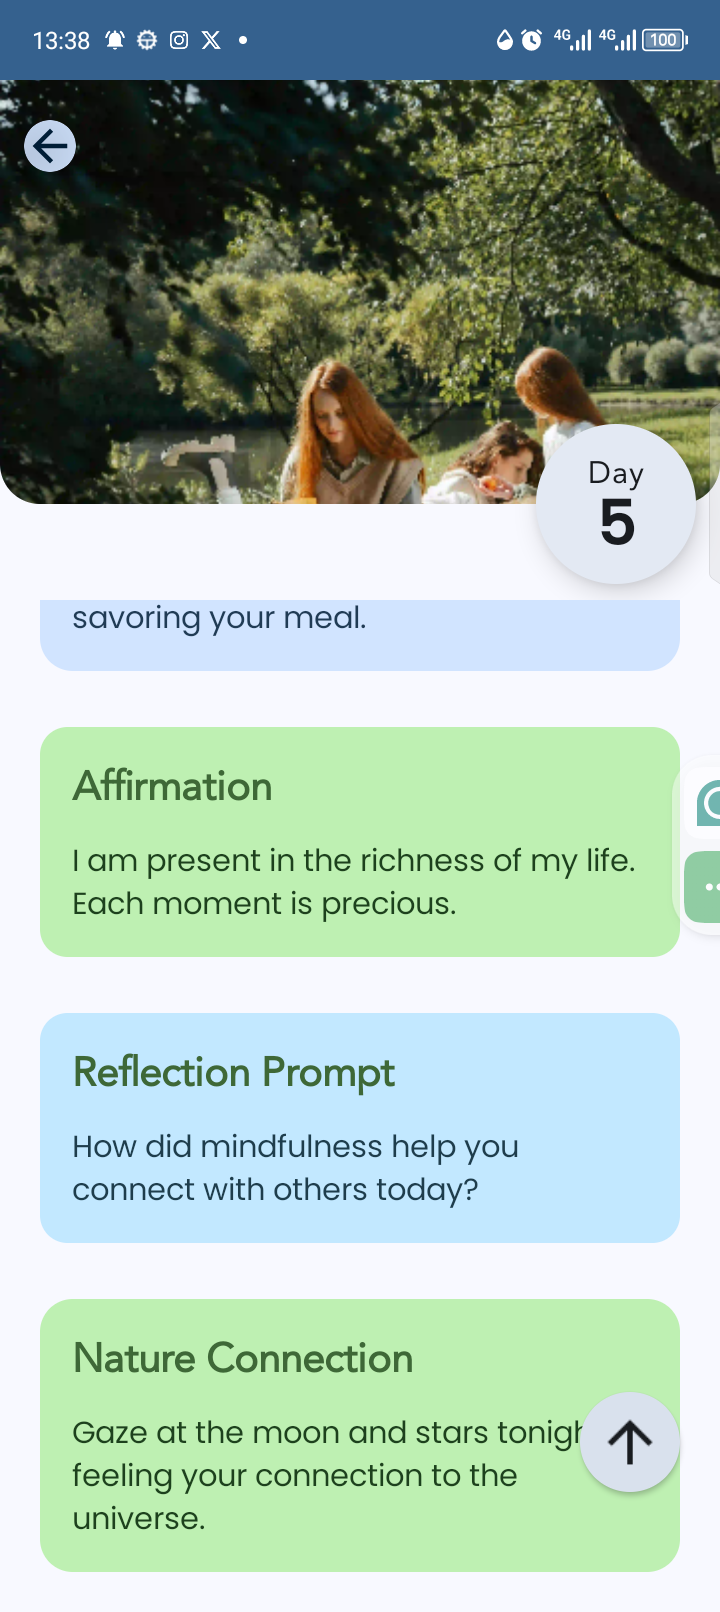 13:38
4G
4G
100
Day
5
savoring your meal.
Affirmation
I am present in the richness of my life.
Each moment is precious.
Reflection Prompt
How did mindfulness help you
connect with others today?
Nature Connection
Gaze at the moon and stars
feeling your connection to the
universe.